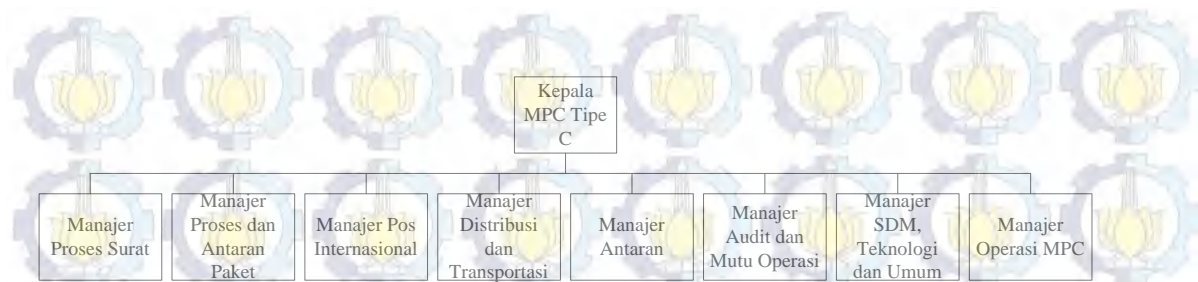 Kepala
MPC Tipe
C
Manajer
Proses Surat
Manajer
Proses dan
Antaran
Paket
Manajer Pos
Internasional
Manajer
Distribusi
dan
Transportasi
Manajer
Antaran
Manajer
Audit dan
Mutu Operasi
Manajer
SDM,
Teknologi
dan Umum
Manajer
Operasi MPC